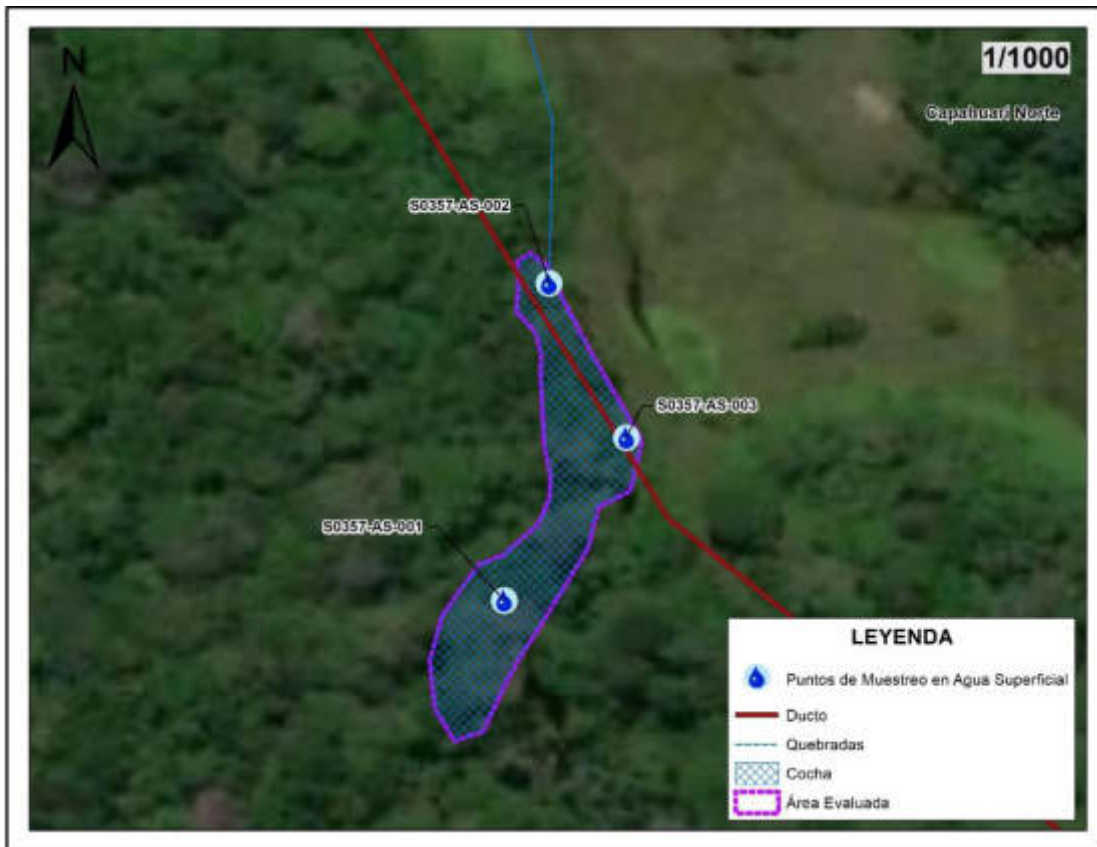 N
1/1000
Capahuari Norte
S0357-AS-002
S0357-AS-003
S0357-AS-001
LEYENDA
Puntos de Muestreo en Agua Superficial
Ducto
Quebradas
Cocha
Área Evaluada